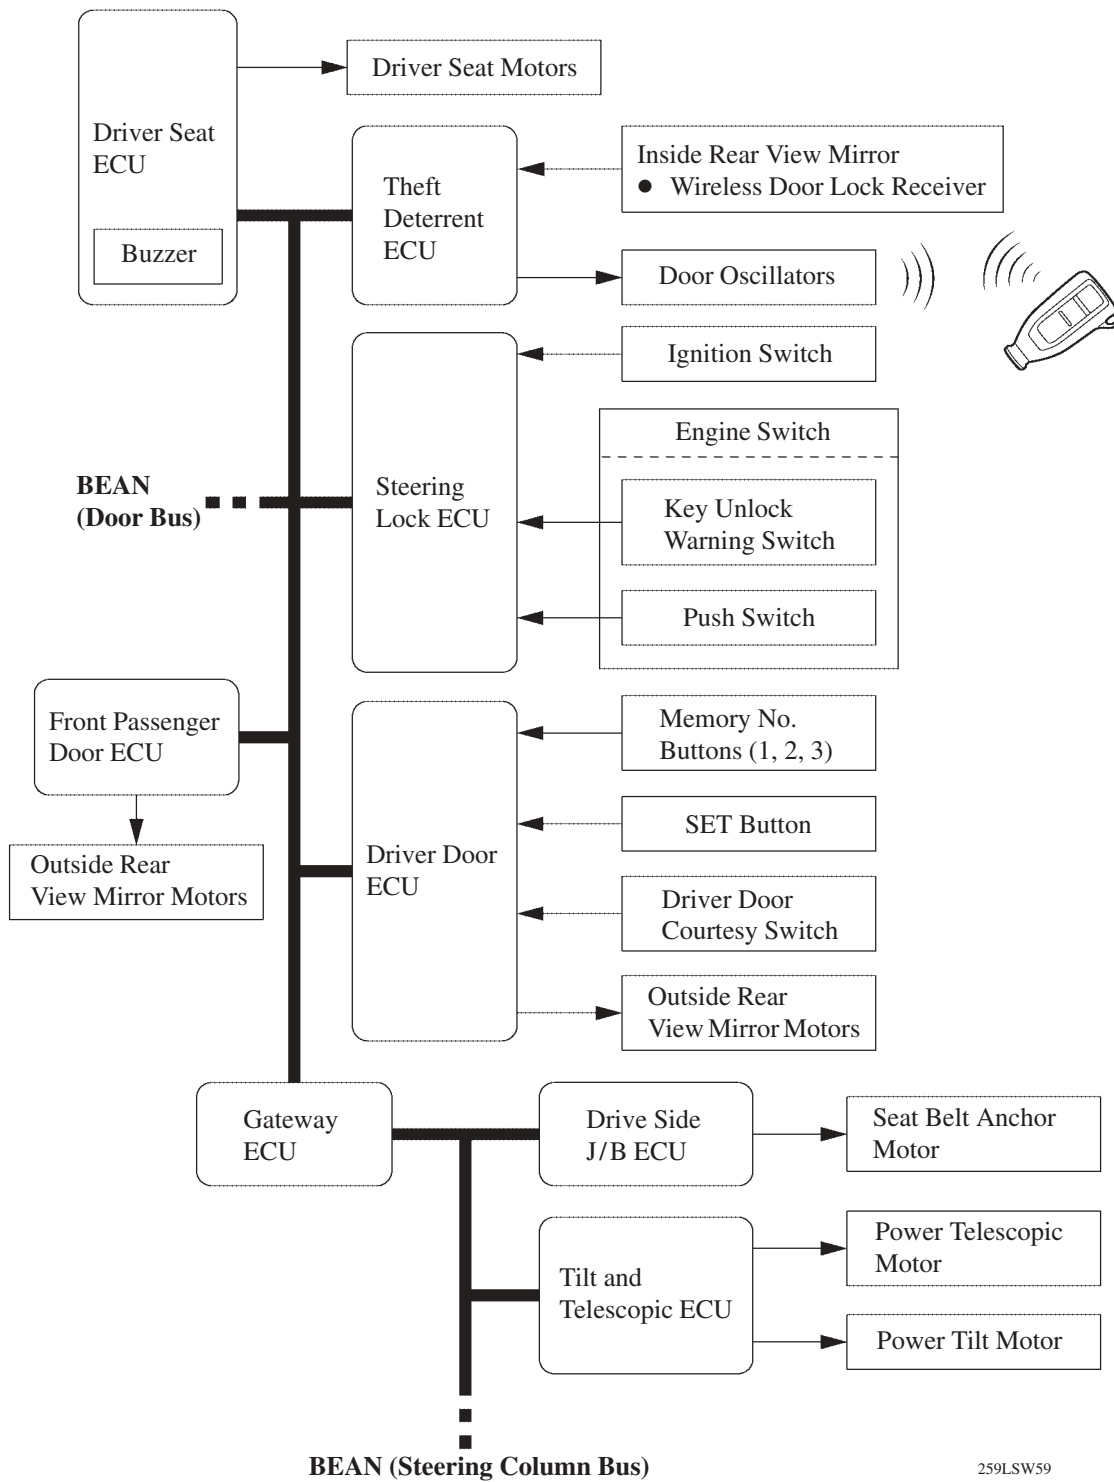 Driver Seat Motors
Driver Seat
ECU
Buzzer
Theft
Deterrent
ECU
Inside Rear View Mirror
● Wireless Door Lock Receiver
Door Oscillators
Ignition Switch
Engine Switch
Key Unlock
Warning Switch
Push Switch
Steering
Lock ECU
BEAN
(Door Bus)
Front Passenger
Door ECU
Outside Rear
View Mirror Motors
Driver Door
ECU
Memory No.
Buttons (1, 2, 3)
SET Button
Driver Door
Courtesy Switch
Outside Rear
View Mirror Motors
Gateway
ECU
Drive Side
J/B ECU
Seat Belt Anchor
Motor
Tilt and
Telescopic ECU
Power Telescopic
Motor
Power Tilt Motor
BEAN (Steering Column Bus)
259LSW59